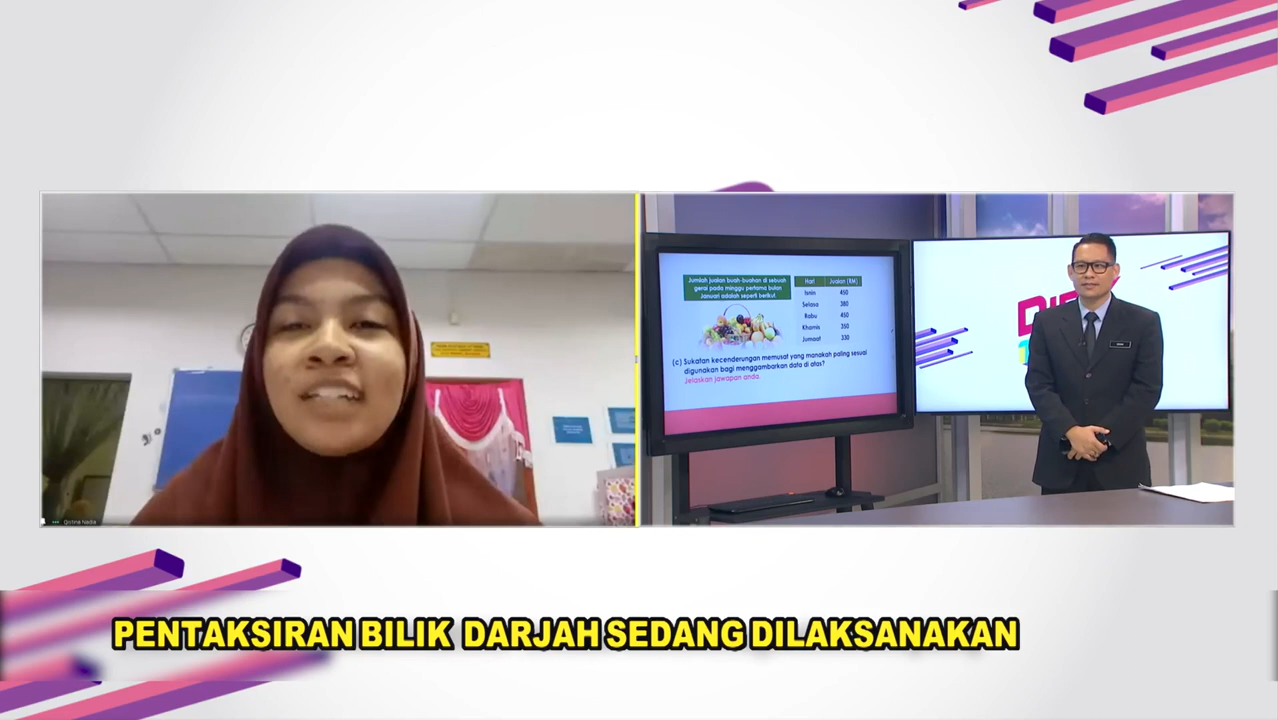 Jumlah jualan buah-buahan di sebuah
gerai pada minggu pertama bulan
Januari adalah seperti berikut
Hari Jualan (RM)
Isnin 450
Selasa 380
Rabu 450
Khamis 350
Jumaat 330
(c) Sukatan kecenderungan memusat yang manakah paling sesuai
digunakan bagi menggambarkan data di atas?
Jelaskan jawapan anda.
Qistina Nadia
PENTAKSIRAN BILIK DARJAH SEDANG DILAKSANAKAN